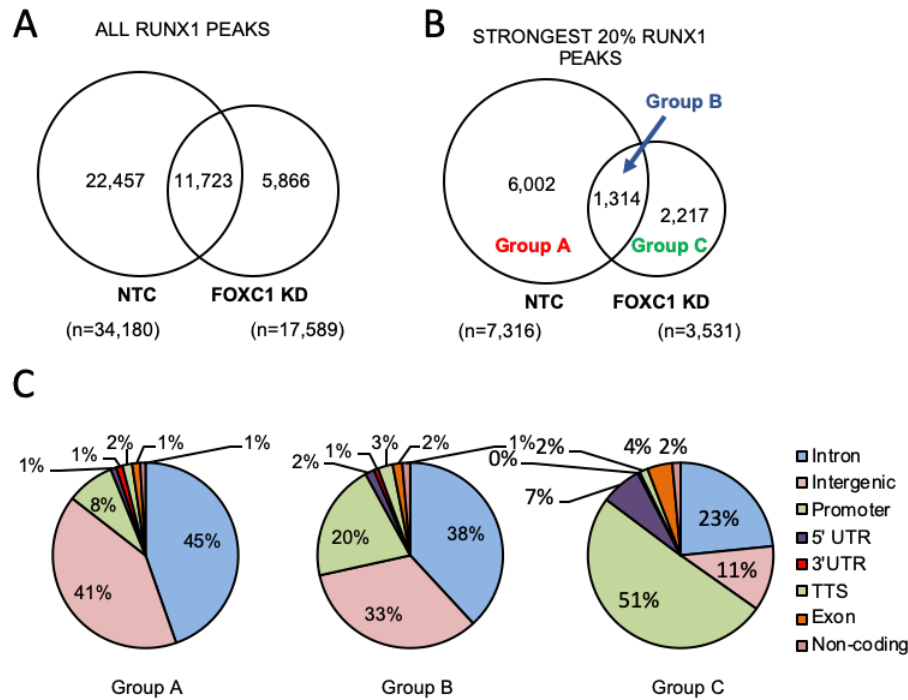 A
ALL RUNX1 PEAKS
22,457
11,723
5,866
NTC
FOXC1 KD
(n=34,180)
(n=17,589)
B
STRONGEST 20% RUNX1
PEAKS
Group B
6,002
1,314
2,217
Group A
Group C
NTC
FOXC1 KD
(n=7,316)
(n=3,531)
C
1%
1%
2%
1%
1%
8%
45%
41%
Group A
2%
1%
3%
2%
1%
20%
38%
33%
Group B
0%
2%
4%
2%
7%
23%
11%
51%
Group C
Intron
Intergenic
Promoter
5' UTR
3'UTR
TTS
Exon
Non-coding